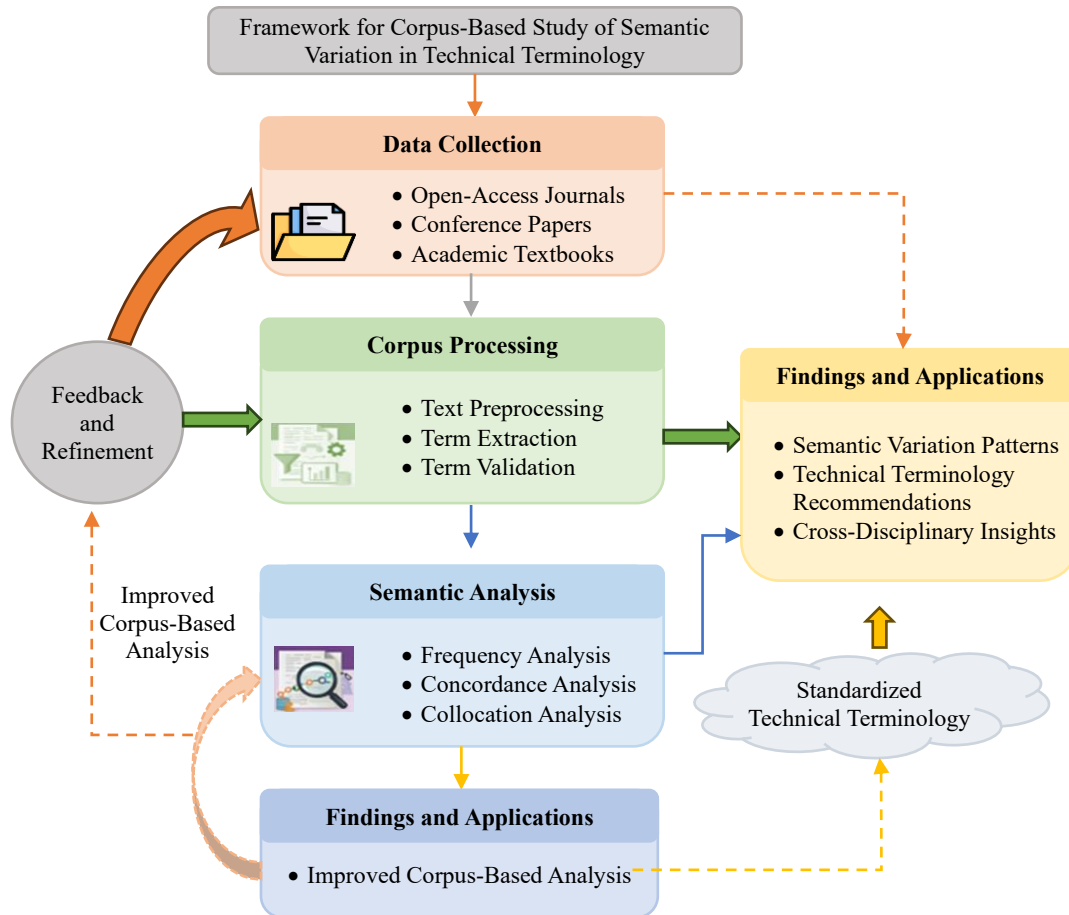 Framework for Corpus-Based Study of Semantic
Variation in Technical Terminology
Data Collection
• Open-Access Journals
• Conference Papers
• Academic Textbooks
Corpus Processing
• Text Preprocessing
• Term Extraction
• Term Validation
Feedback
and
Refinement
Findings and Applications
• Semantic Variation Patterns
• Technical Terminology
Recommendations
• Cross-Disciplinary Insights
Improved
Corpus-Based
Analysis
Semantic Analysis
• Frequency Analysis
• Concordance Analysis
• Collocation Analysis
Standardized
Technical Terminology
Findings and Applications
• Improved Corpus-Based Analysis